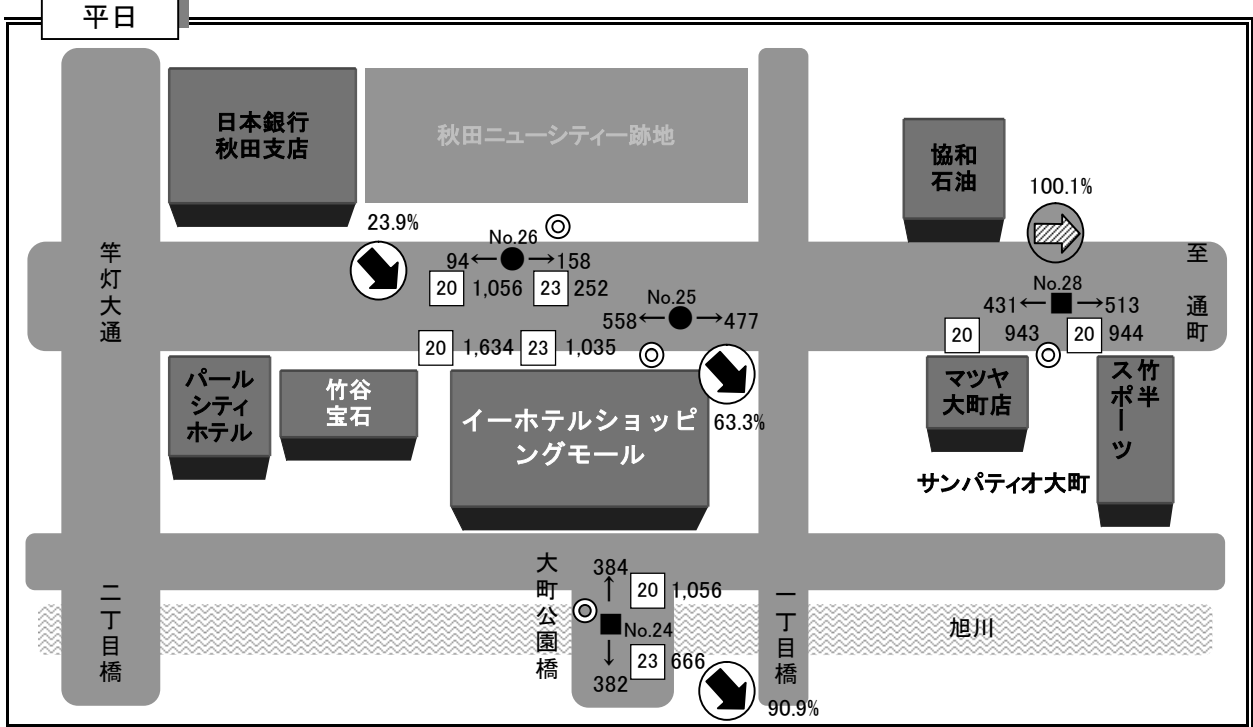 平日
日本銀行
秋田支店
秋田ニューシティー跡地
協和
石油
100.1%
23.9%
竿灯大通
No.26
94←●→158
20 1,056 23 252
No.25
558←●→477
20 1,634 23 1,035
至 通町
No.28
431←■→513
20 943 20 944
パール
シティ
ホテル
竹谷
宝石
イーホテルショッピ
ングモール
63.3%
マツヤ
大町店
竹半
スポーツ
サンパティオ大町
二丁目橋
大町公園橋
384
↑
20 1,056
No.24
↓
23 666
382
90.9%
一丁目橋
旭川